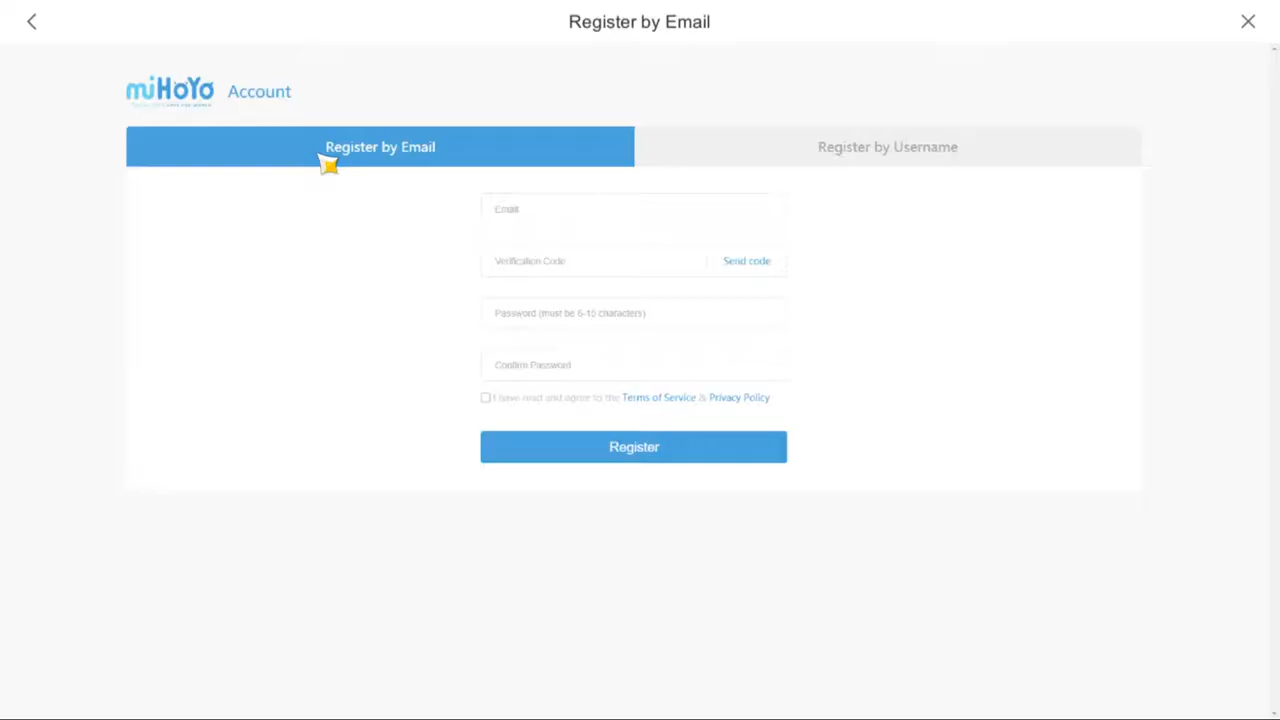 Register by Email
miHoYo Account
Register by Email
Register by Username
Email
Verification Code
Send code
Password (must be 6-15 characters)
Confirm Password
I have read and agree to the Terms of Service & Privacy Policy
Register